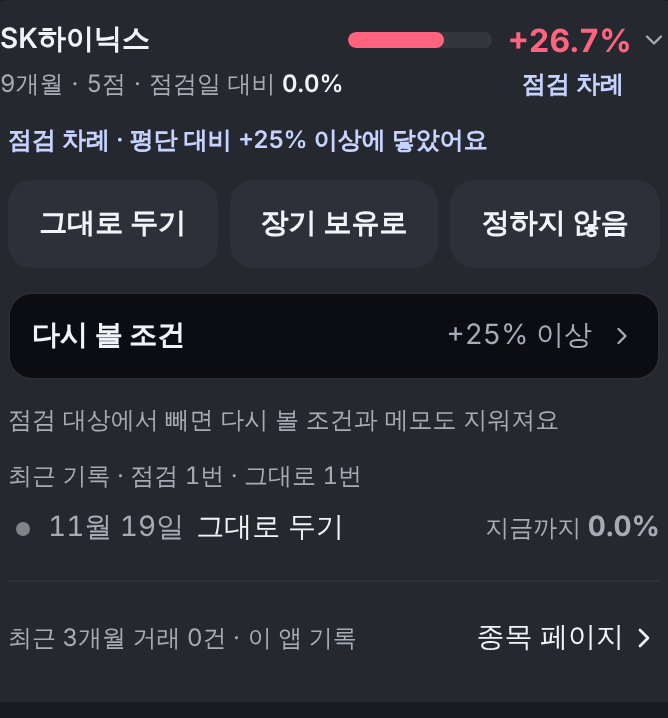 SK하이닉스 +26.7%
9개월 · 5점 · 점검일 대비 0.0% 점검 차례
점검 차례 · 평단 대비 +25% 이상에 닿았어요
그대로 두기 장기 보유로 정하지 않음
다시 볼 조건 +25% 이상
점검 대상에서 빼면 다시 볼 조건과 메모도 지워져요
최근 기록 · 점검 1번 · 그대로 1번
11월 19일 그대로 두기 지금까지 0.0%
최근 3개월 거래 0건 · 이 앱 기록 종목 페이지